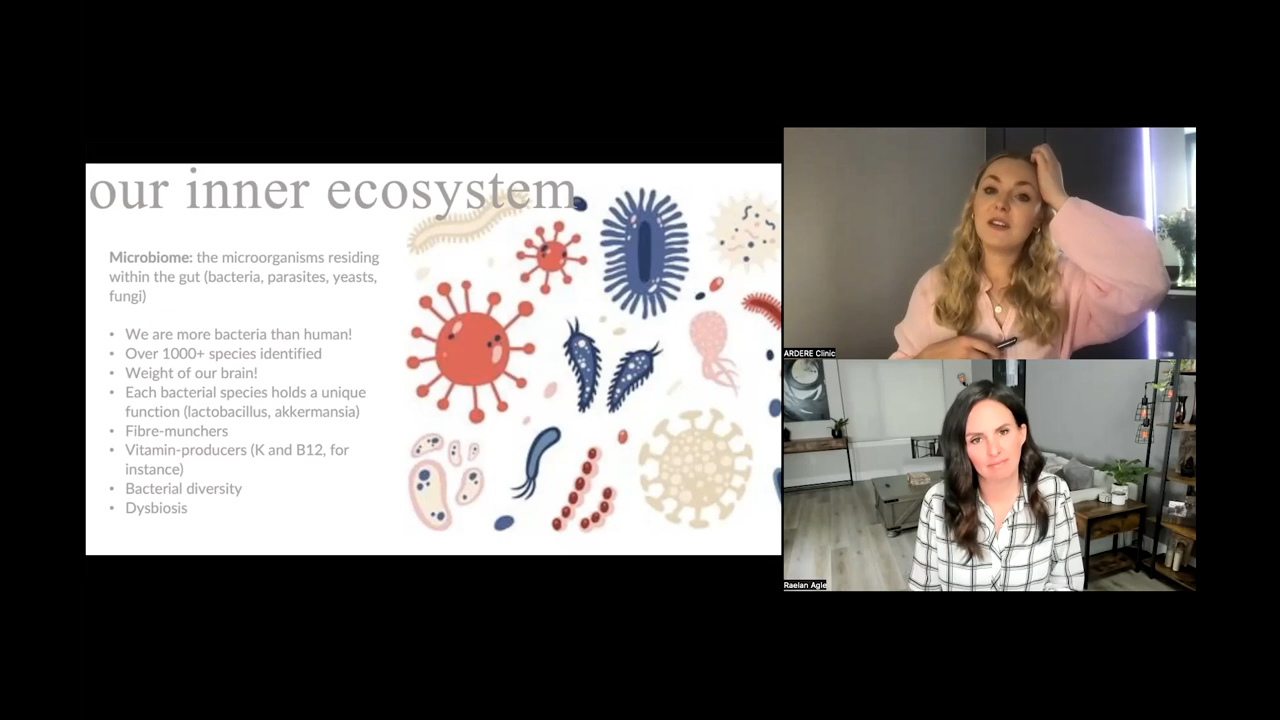 our inner ecosystem
Microbiome: the microorganisms residing
within the gut (bacteria, parasites, yeasts,
fungi)
• We are more bacteria than human!
• Over 1000+ species identified
• Weight of our brain!
• Each bacterial species holds a unique
function (lactobacillus, akkermansia)
• Fibre-munchers
• Vitamin-producers (K and B12, for
instance)
• Bacterial diversity
• Dysbiosis
ARDERE Clinic
Raelan Agle